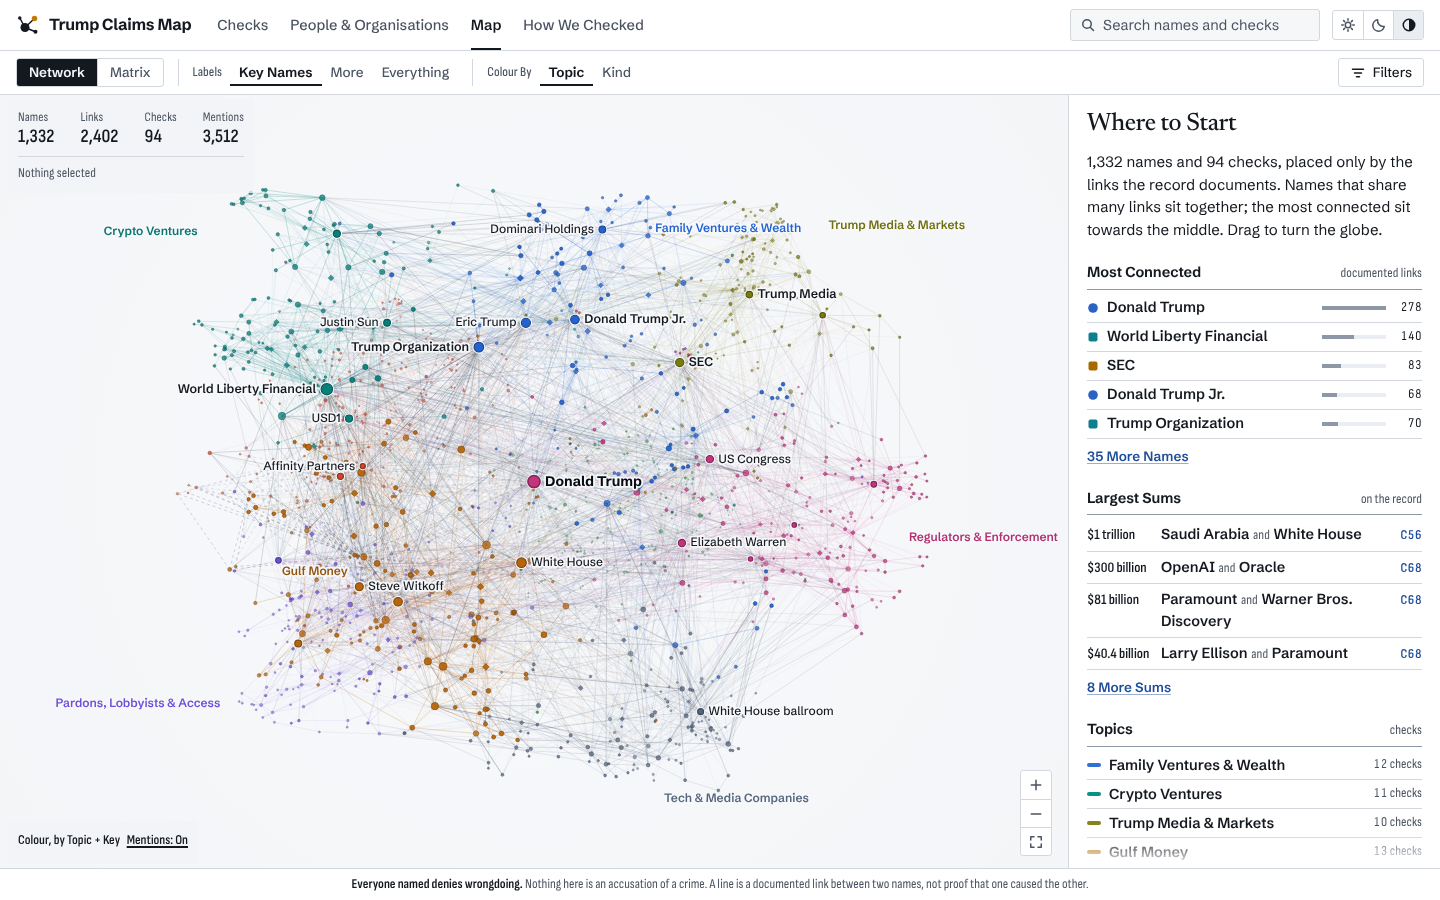 Trump Claims Map
Checks
People & Organisations
Map
How We Checked
Search names and checks
Network
Matrix
Labels
Key Names
More
Everything
Colour By
Topic
Kind
Filters
Names
Links
Checks
Mentions
1,332
2,402
94
3,512
Nothing selected
Crypto Ventures
Dominari Holdings
Family Ventures & Wealth
Trump Media & Markets
Trump Media
Justin Sun
Eric Trump
Donald Trump Jr.
Trump Organization
SEC
World Liberty Financial
USD1
Affinity Partners
US Congress
Donald Trump
Regulators & Enforcement
Elizabeth Warren
White House
Gulf Money
Steve Witkoff
Pardons, Lobbyists & Access
White House ballroom
Tech & Media Companies
Colour, by Topic + Key
Mentions: On
Where to Start
1,332 names and 94 checks, placed only by the
links the record documents. Names that share
many links sit together; the most connected sit
towards the middle. Drag to turn the globe.
Most Connected
documented links
Donald Trump
278
World Liberty Financial
140
SEC
83
Donald Trump Jr.
68
Trump Organization
70
35 More Names
Largest Sums
on the record
$1 trillion
Saudi Arabia and White House
C56
$300 billion
OpenAI and Oracle
C68
$81 billion
Paramount and Warner Bros.
Discovery
C68
$40.4 billion
Larry Ellison and Paramount
C68
8 More Sums
Topics
checks
Family Ventures & Wealth
12 checks
Crypto Ventures
11 checks
Trump Media & Markets
10 checks
Gulf Money
13 checks
Everyone named denies wrongdoing. Nothing here is an accusation of a crime. A line is a documented link between two names, not proof that one caused the other.